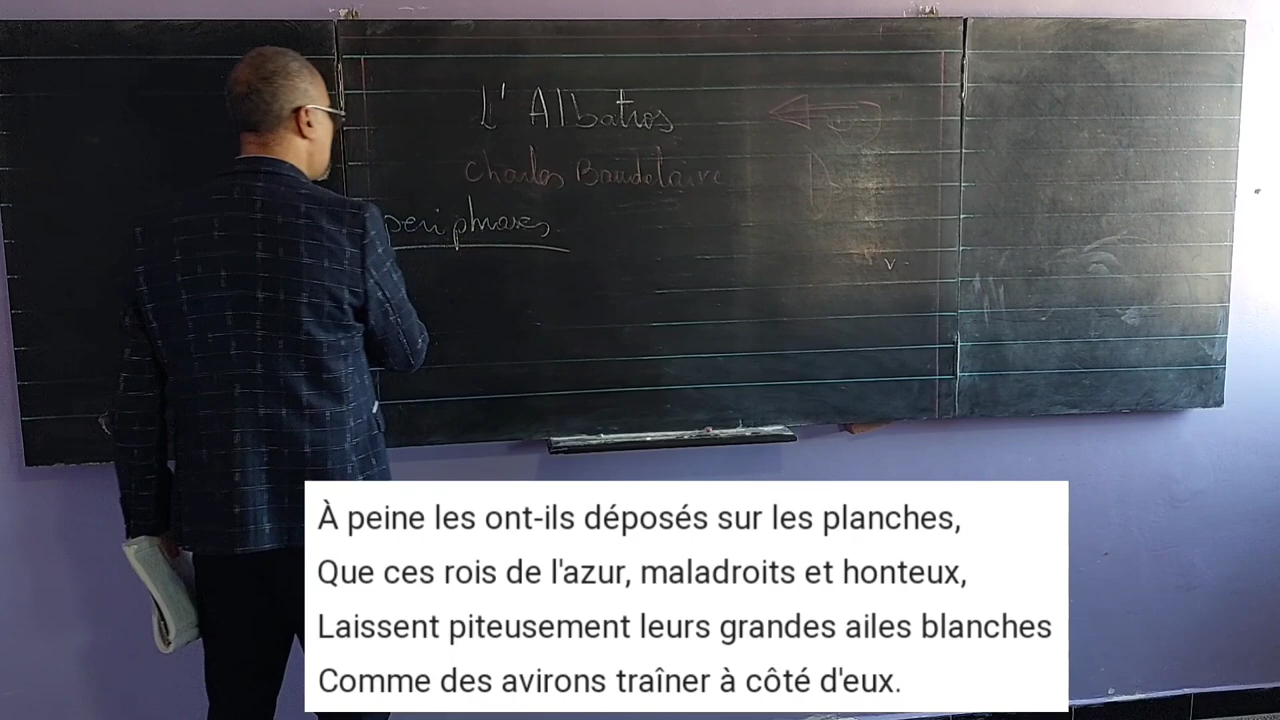 L'Albatros
Charles Baudelaire
periphrases
À peine les ont-ils déposés sur les planches,
Que ces rois de l'azur, maladroits et honteux,
Laissent piteusement leurs grandes ailes blanches
Comme des avirons traîner à côté d'eux.